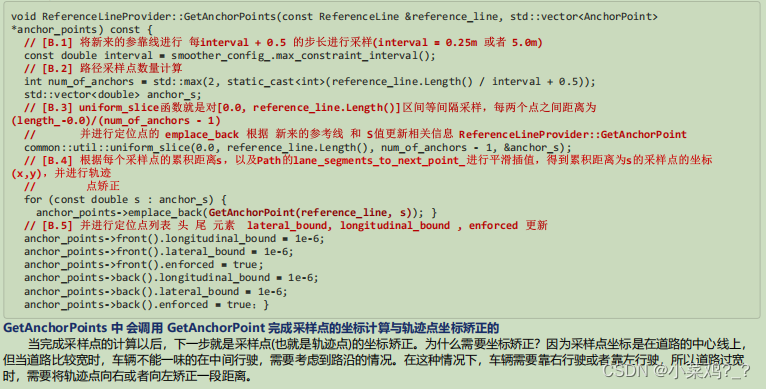 void ReferenceLineProvider::GetAnchorPoints(const ReferenceLine &reference_line, std::vector<AnchorPoint>
*anchor_points) const {
// [B.1] 将新来的参靠线进行 每interval + 0.5 的步长进行采样(interval = 0.25m 或者 5.0m)
const double interval = smoother_config_.max_constraint_interval();
// [B.2] 路径采样点数量计算
int num_of_anchors = std::max(2, static_cast<int>(reference_line.Length() / interval + 0.5));
std::vector<double> anchor_s;
// [B.3] uniform_slice函数就是对[0.0, reference_line.Length()]区间等间隔采样，每两个点之间距离为
(length_-0.0)/(num_of_anchors - 1)
// 并进行定位点的 emplace_back 根据 新来的参考线 和 S值更新相关信息 ReferenceLineProvider::GetAnchorPoint
common::util::uniform_slice(0.0, reference_line.Length(), num_of_anchors - 1, &anchor_s);
// [B.4] 根据每个采样点的累积距离s，以及Path的lane_segments_to_next_point_进行平滑插值，得到累积距离为s的采样点的坐标
(x,y)，并进行轨迹
// 点矫正
for (const double s : anchor_s) {
anchor_points->emplace_back(GetAnchorPoint(reference_line, s)); }
// [B.5] 并进行定位点列表 头 尾 元素 lateral_bound, longitudinal_bound , enforced 更新
anchor_points->front().longitudinal_bound = 1e-6;
anchor_points->front().lateral_bound = 1e-6;
anchor_points->front().enforced = true;
anchor_points->back().longitudinal_bound = 1e-6;
anchor_points->back().lateral_bound = 1e-6;
anchor_points->back().enforced = true; }
GetAnchorPoints 中 会调用 GetAnchorPoint 完成采样点的坐标计算与轨迹点坐标矫正的
当完成采样点的计算以后，下一步就是采样点(也就是轨迹点)的坐标矫正。为什么需要坐标矫正？因为采样点坐标是在道路的中心线上，
但当道路比较宽时，车辆不能一味的在中间行驶，需要考虑到路沿的情况。在这种情况下，车辆需要靠右行驶或者靠左行驶，所以道路过宽
时，需要将轨迹点向右或者向左矫正一段距离。
CSDN @小菜鸡?_?